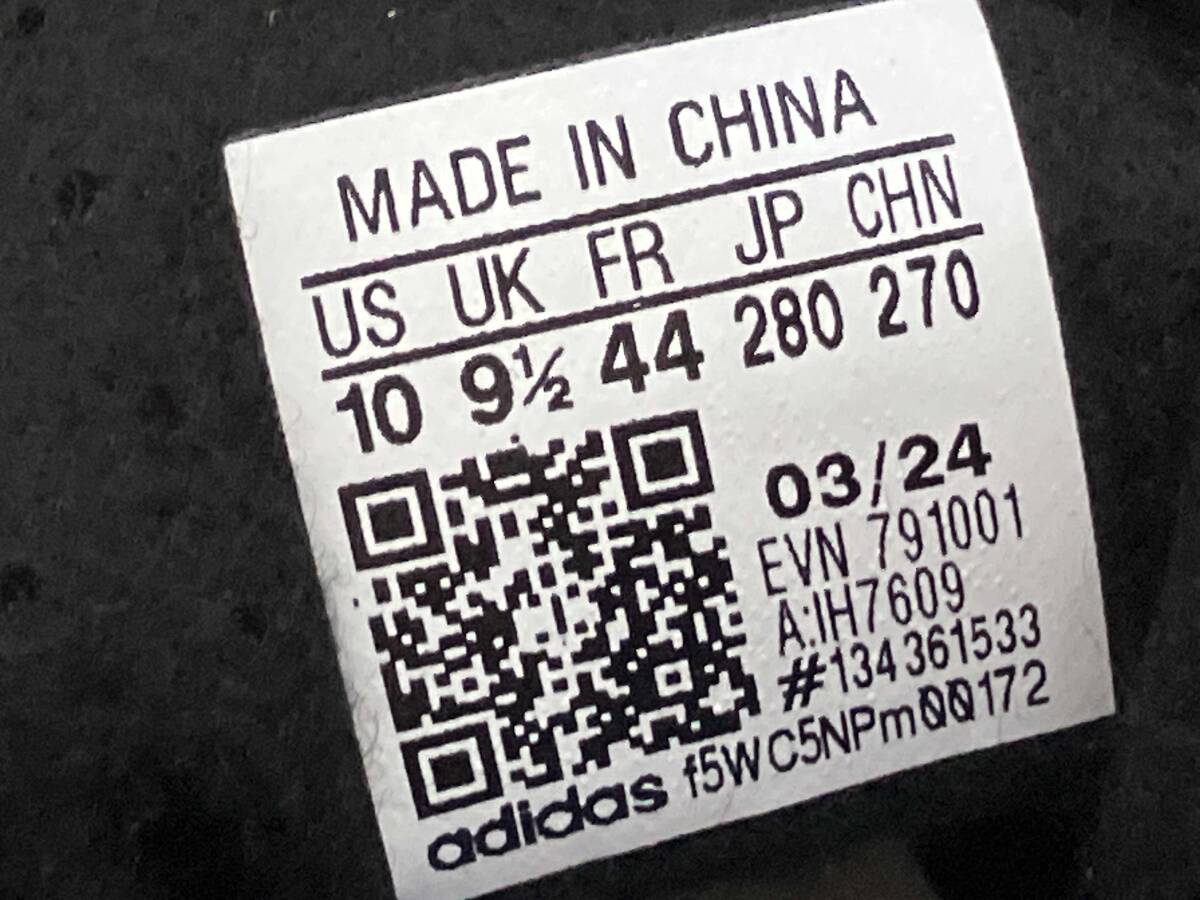 MADE IN CHINA
US UK FR JP CHN
10 9½ 44 280 270
03/24
EVN 791001
A:IH7609
#134361533
adidas f5WC5NPm00172